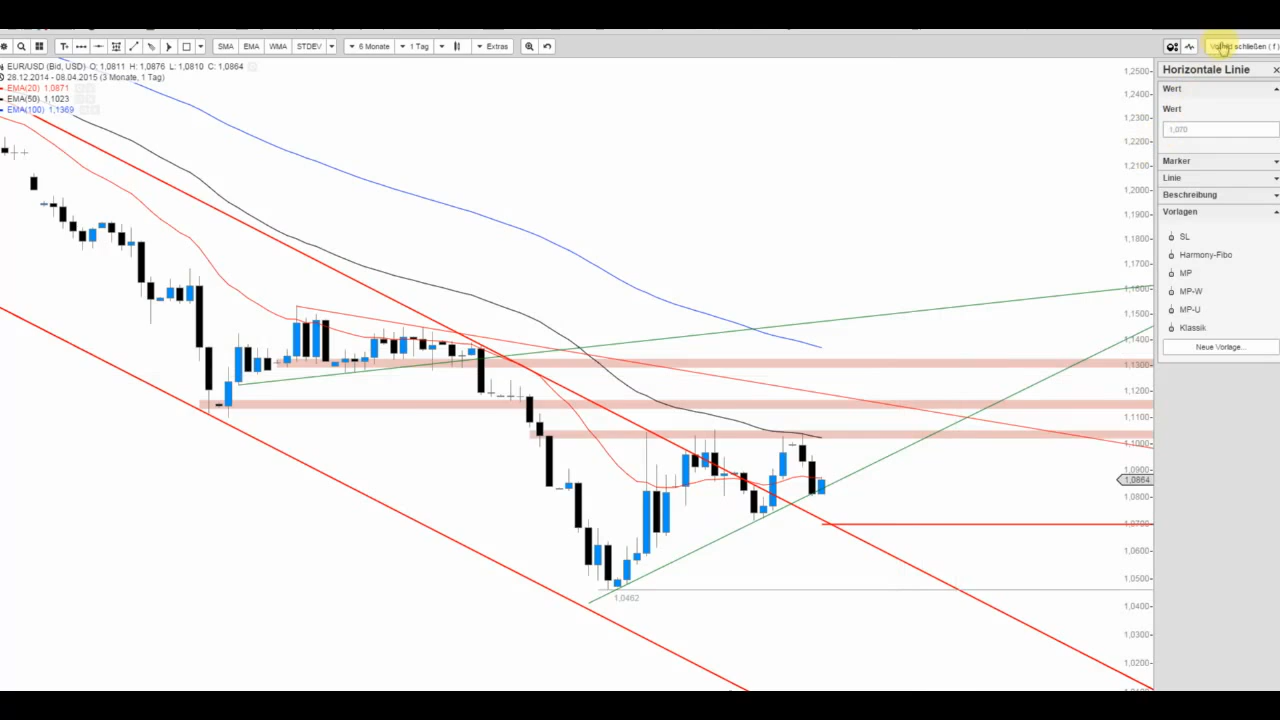 T SMA EMA WMA STDEV 6 Monate 1 Tag Extras schließen ( f )
EUR/USD (Bid, USD) O: 1,0811 H: 1,0876 L: 1,0810 C: 1,0864
28.12.2014 - 08.04.2015 (3 Monate, 1 Tag)
EMA(20) 1,0871
EMA(50) 1,1023
EMA(100) 1,1369
1,0462
1,2500
1,2400
1,2300
1,2200
1,2100
1,2000
1,1900
1,1800
1,1700
1,1600
1,1500
1,1400
1,1300
1,1200
1,1100
1,1000
1,0900
1,0864
1,0800
1,0700
1,0600
1,0500
1,0400
1,0300
1,0200
Horizontale Linie
Wert
Wert
1,070
Marker
Linie
Beschreibung
Vorlagen
SL
Harmony-Fibo
MP
MP-W
MP-U
Klassik
Neue Vorlage...